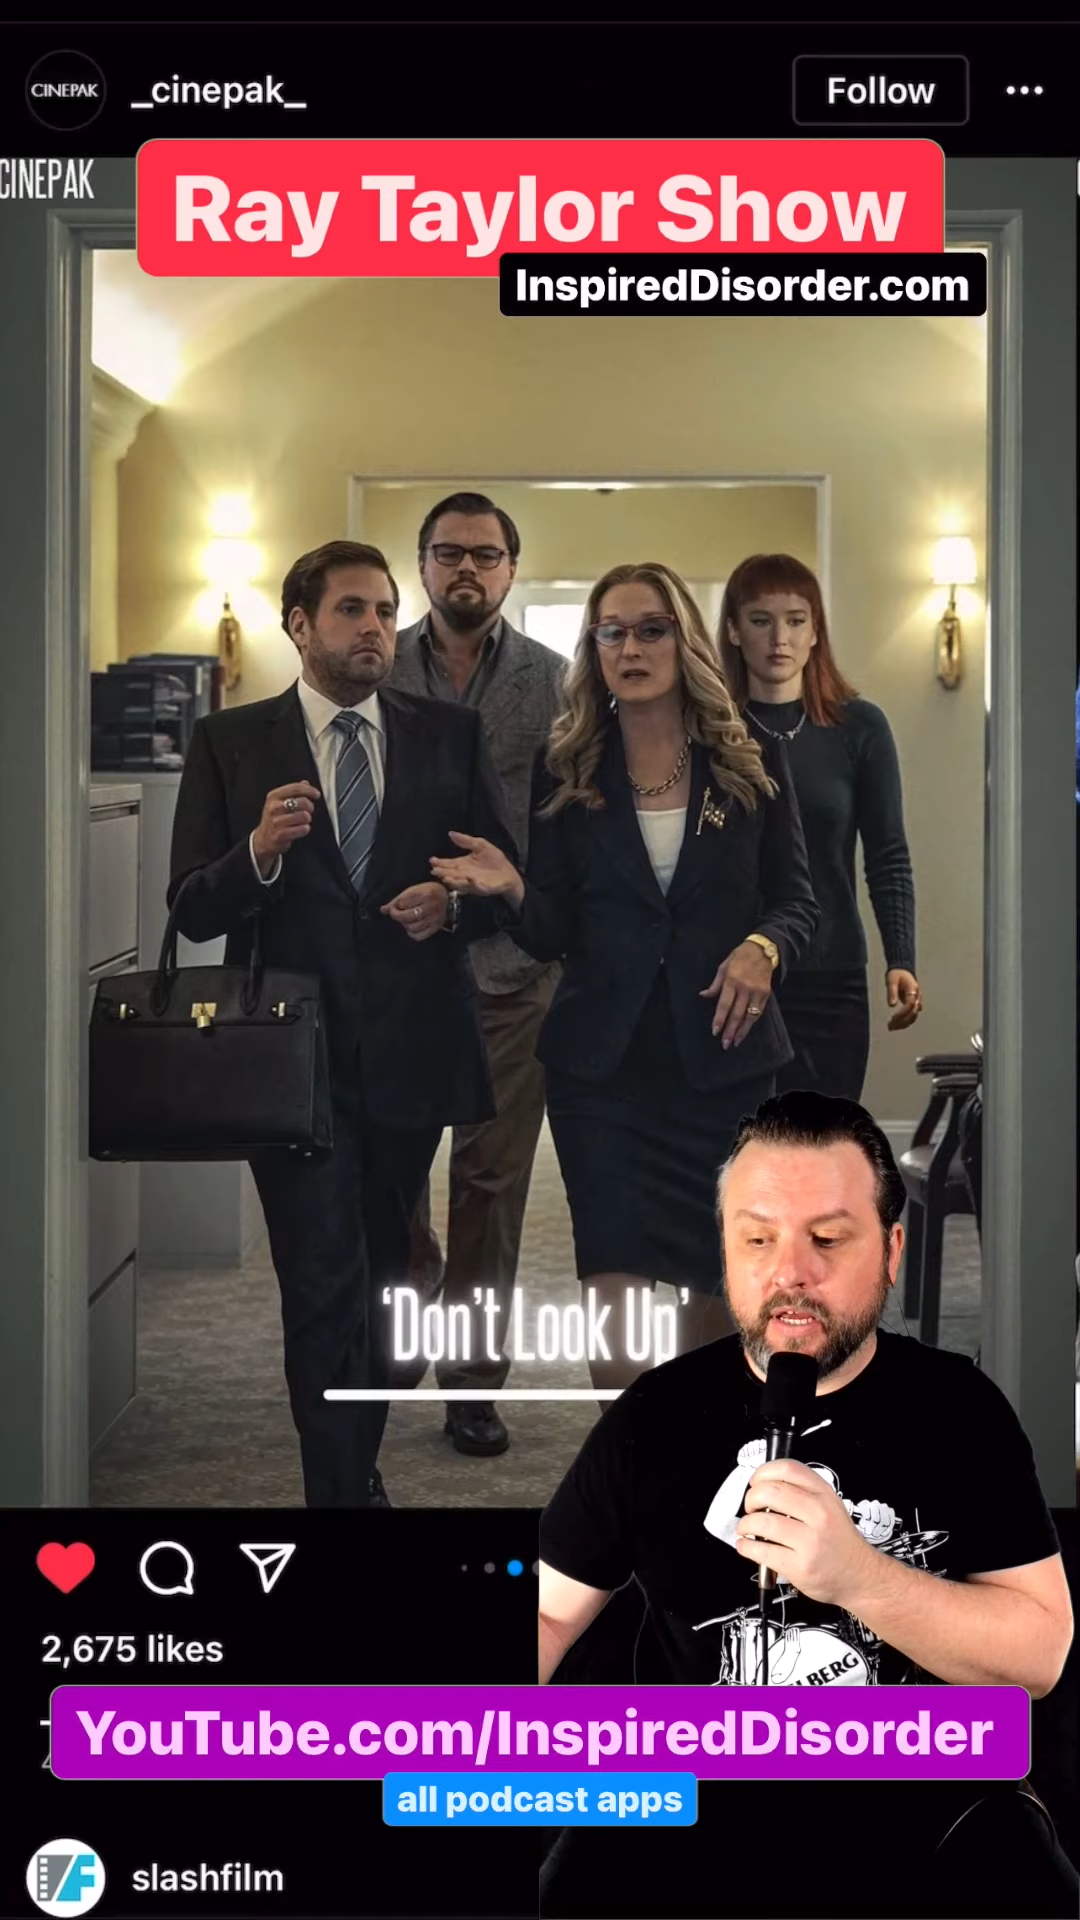 CINEPAK
_cinepak_
Follow
CINEPAK
Ray Taylor Show
InspiredDisorder.com
'Don't Look Up'
LBERG
2,675 likes
YouTube.com/InspiredDisorder
all podcast apps
slashfilm